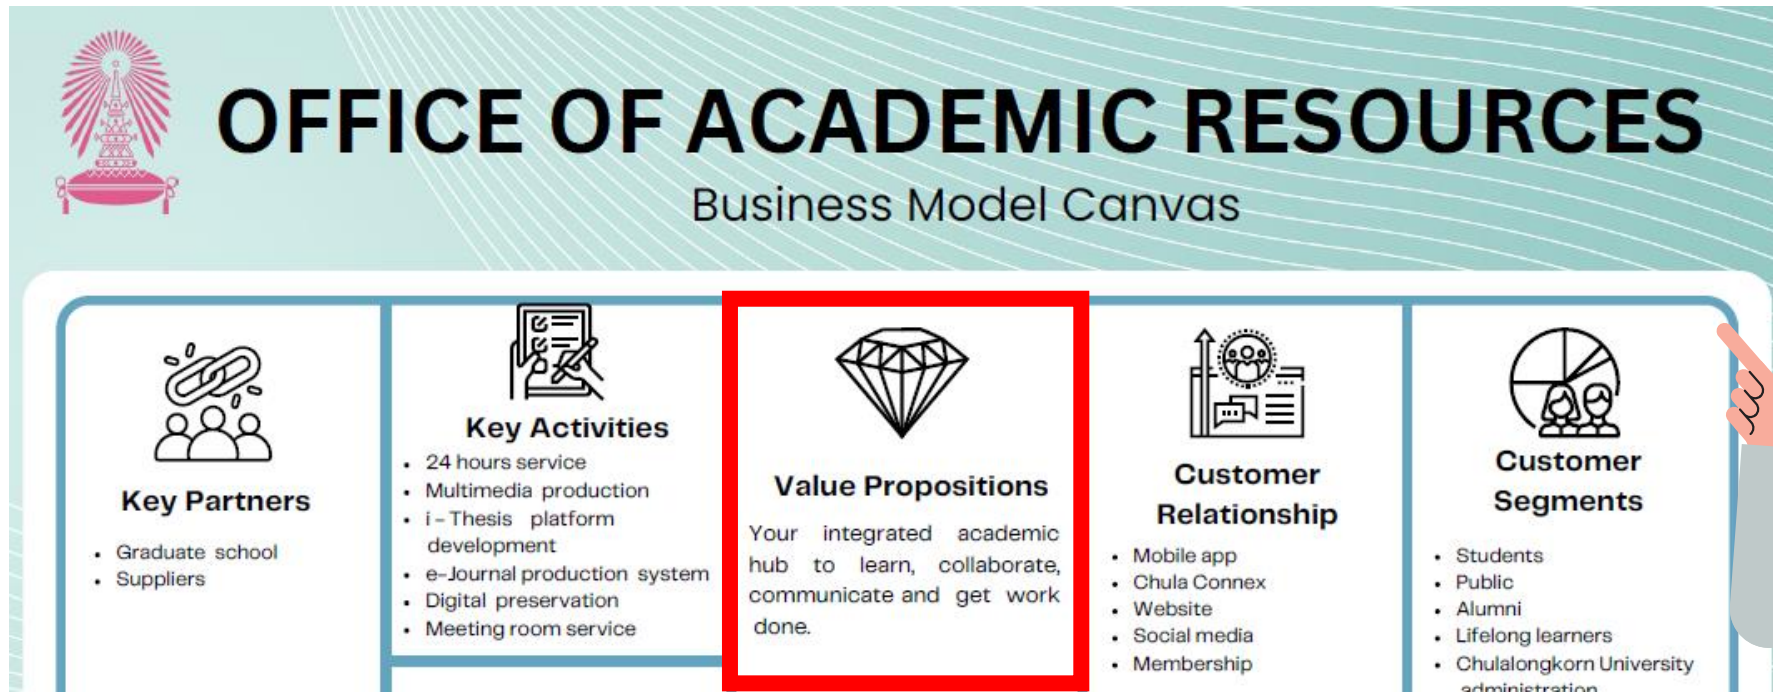 OFFICE OF ACADEMIC RESOURCES
Business Model Canvas
Key Partners
• Graduate school
• Suppliers
Key Activities
• 24 hours service
• Multimedia production
• i - Thesis platform
development
• e-Journal production system
• Digital preservation
• Meeting room service
Value Propositions
Your integrated academic
hub to learn, collaborate,
communicate and get work
done.
Customer
Relationship
• Mobile app
• Chula Connex
• Website
• Social media
• Membership
Customer
Segments
• Students
• Public
• Alumni
• Lifelong learners
• Chulalongkorn University
administration